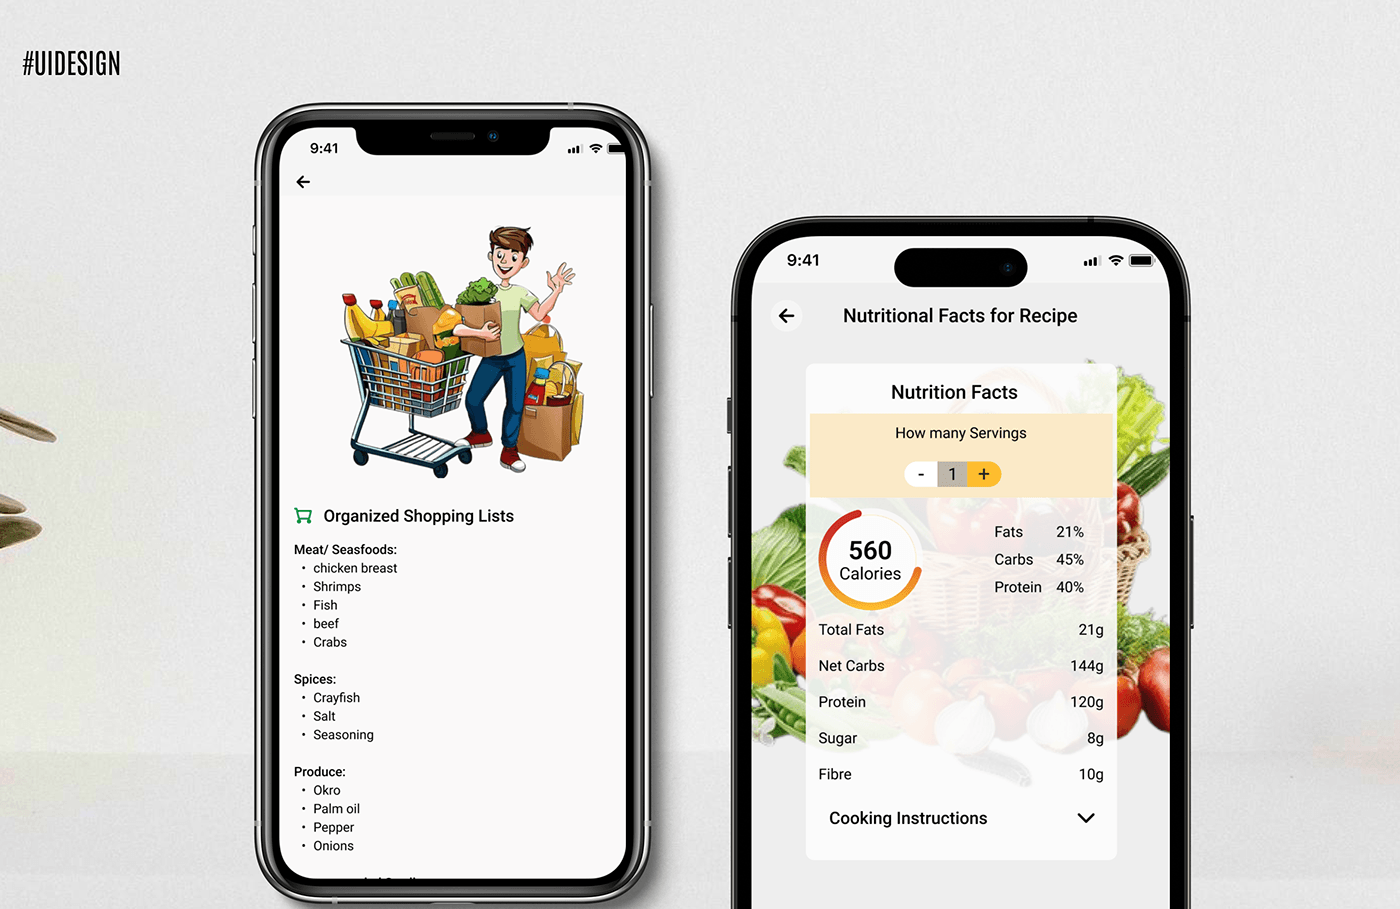 #UIDESIGN
9:41
Organized Shopping Lists
Meat/ Seasfoods:
• chicken breast
• Shrimps
• Fish
• beef
• Crabs
Spices:
• Crayfish
• Salt
• Seasoning
Produce:
• Okro
• Palm oil
• Pepper
• Onions
9:41
Nutritional Facts for Recipe
Nutrition Facts
How many Servings
- 1 +
560
Calories
Fats 21%
Carbs 45%
Protein 40%
Total Fats 21g
Net Carbs 144g
Protein 120g
Sugar 8g
Fibre 10g
Cooking Instructions